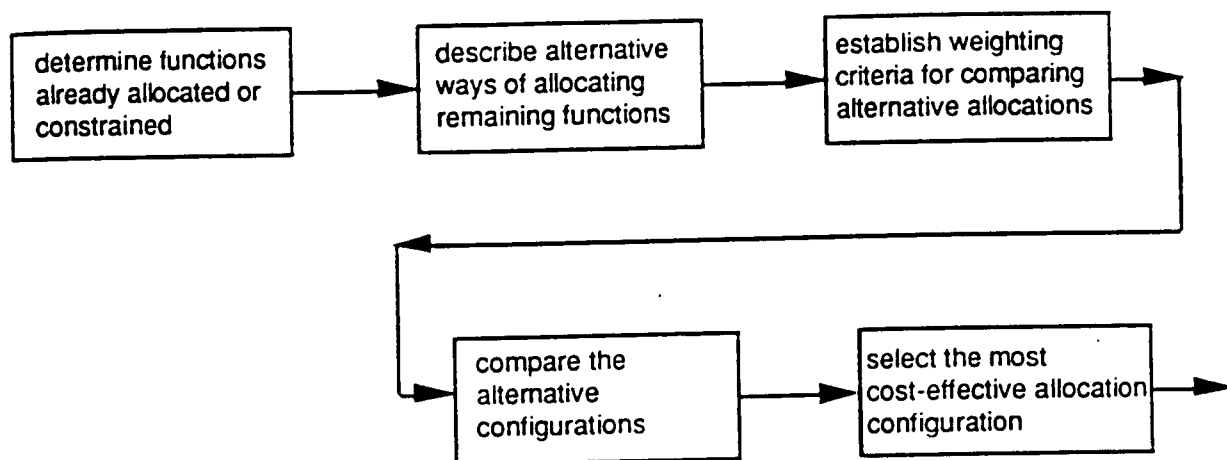 determine functions
already allocated or
constrained
describe alternative
ways of allocating
remaining functions
establish weighting
criteria for comparing
alternative allocations
compare the
alternative
configurations
select the most
cost-effective allocation
configuration